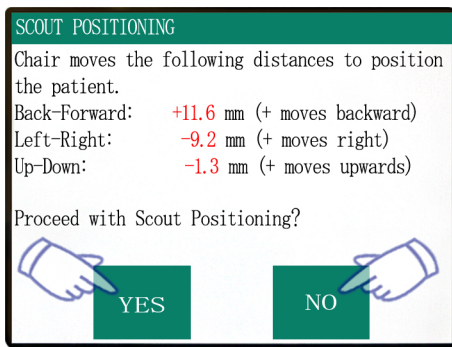 SCOUT POSITIONING
Chair moves the following distances to position
the patient.
Back-Forward: +11.6 mm (+ moves backward)
Left-Right: -9.2 mm (+ moves right)
Up-Down: -1.3 mm (+ moves upwards)
Proceed with Scout Positioning?
YES NO